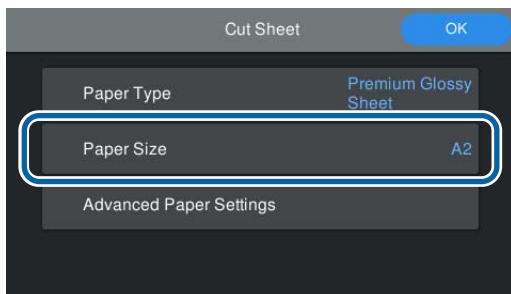 Cut Sheet
OK
Paper Type
Premium Glossy
Sheet
Paper Size
A2
Advanced Paper Settings